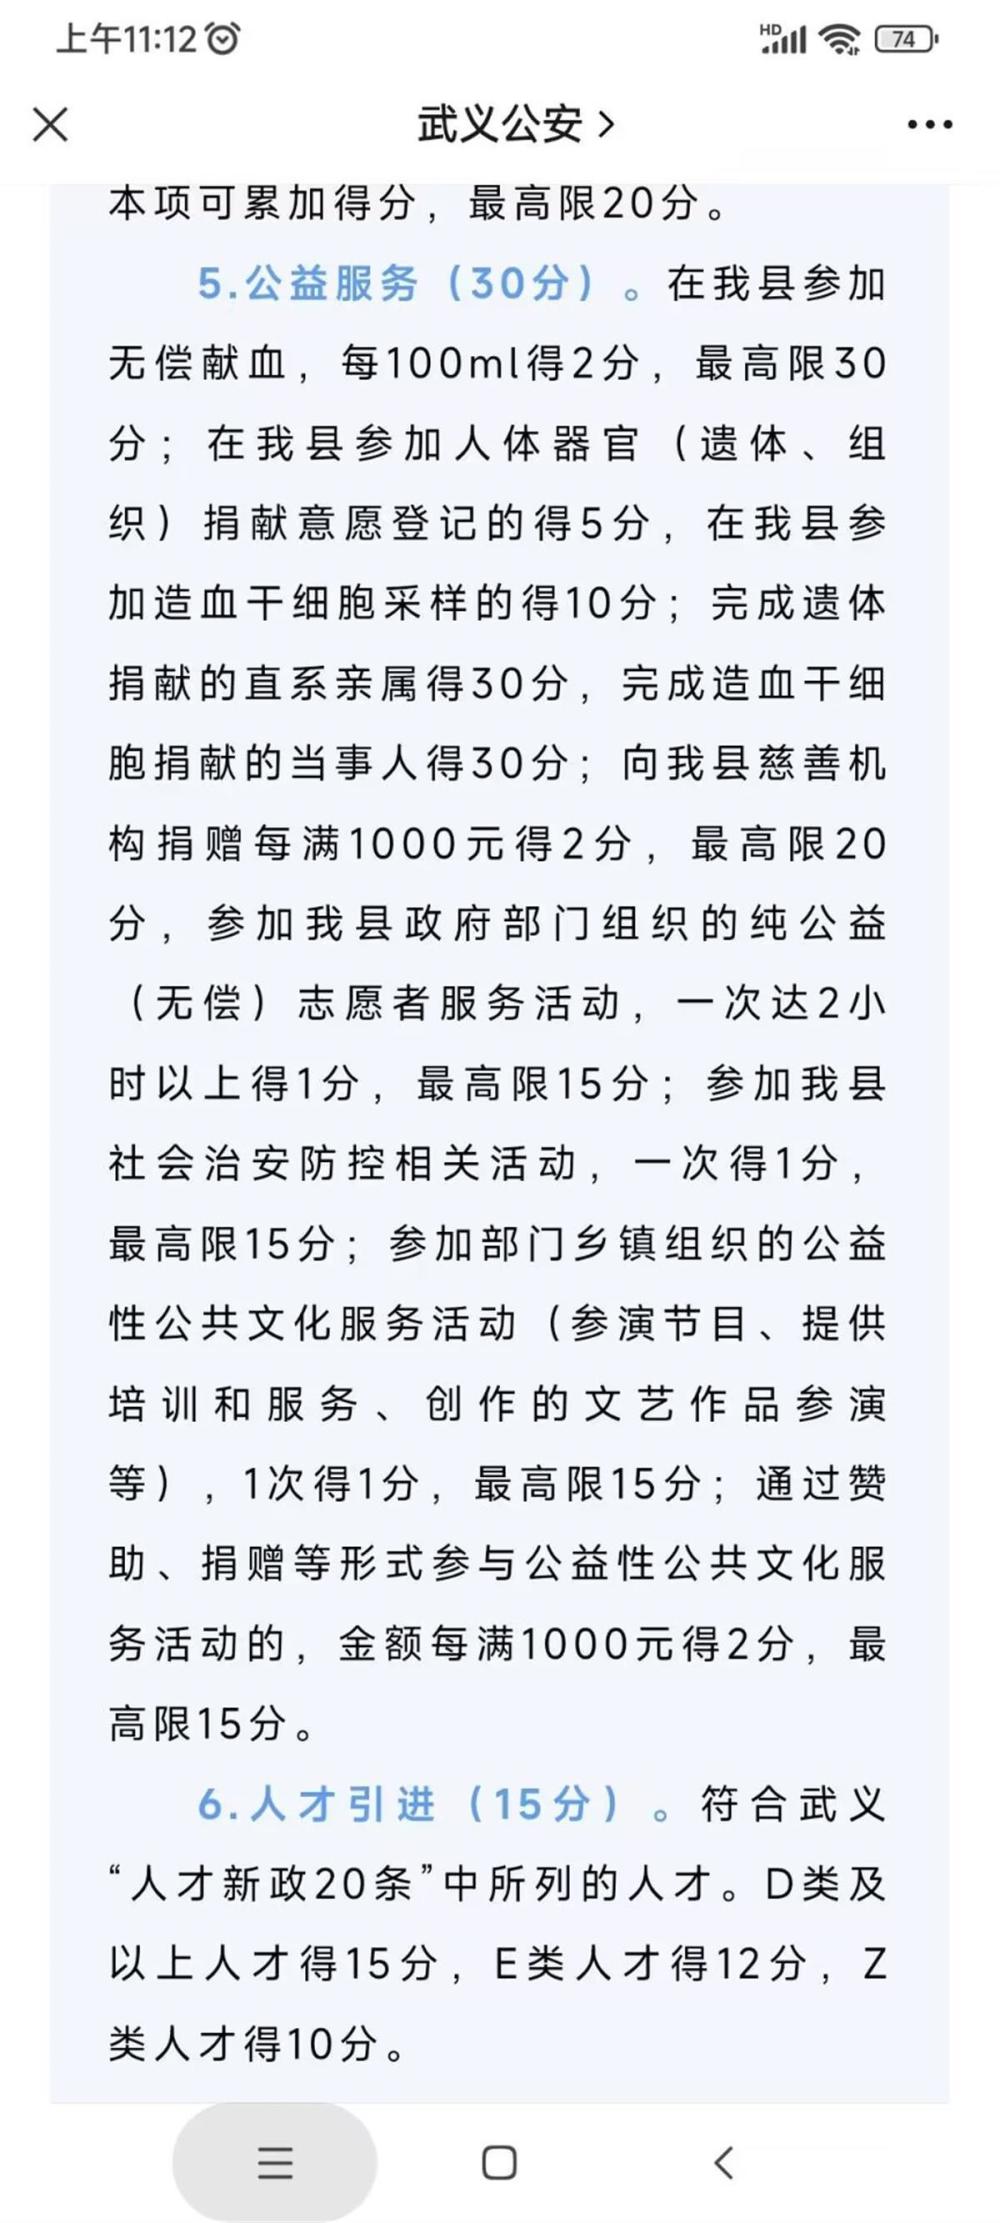 上午11:12
HD
74
武义公安
本项可累加得分，最高限20分。
5.公益服务（30分）。在我县参加
无偿献血，每100ml得2分，最高限30
分；在我县参加人体器官（遗体、组
织）捐献意愿登记的得5分，在我县参
加造血干细胞采样的得10分；完成遗体
捐献的直系亲属得30分，完成造血干细
胞捐献的当事人得30分；向我县慈善机
构捐赠每满1000元得2分，最高限20
分，参加我县政府部门组织的纯公益
（无偿）志愿者服务活动，一次达2小
时以上得1分，最高限15分；参加我县
社会治安防控相关活动，一次得1分，
最高限15分；参加部门乡镇组织的公益
性公共文化服务活动（参演节目、提供
培训和服务、创作的文艺作品参演
等），1次得1分，最高限15分；通过赞
助、捐赠等形式参与公益性公共文化服
务活动的，金额每满1000元得2分，最
高限15分。
6.人才引进（15分）。符合武义
“人才新政20条”中所列的人才。D类及
以上人才得15分，E类人才得12分，Z
类人才得10分。